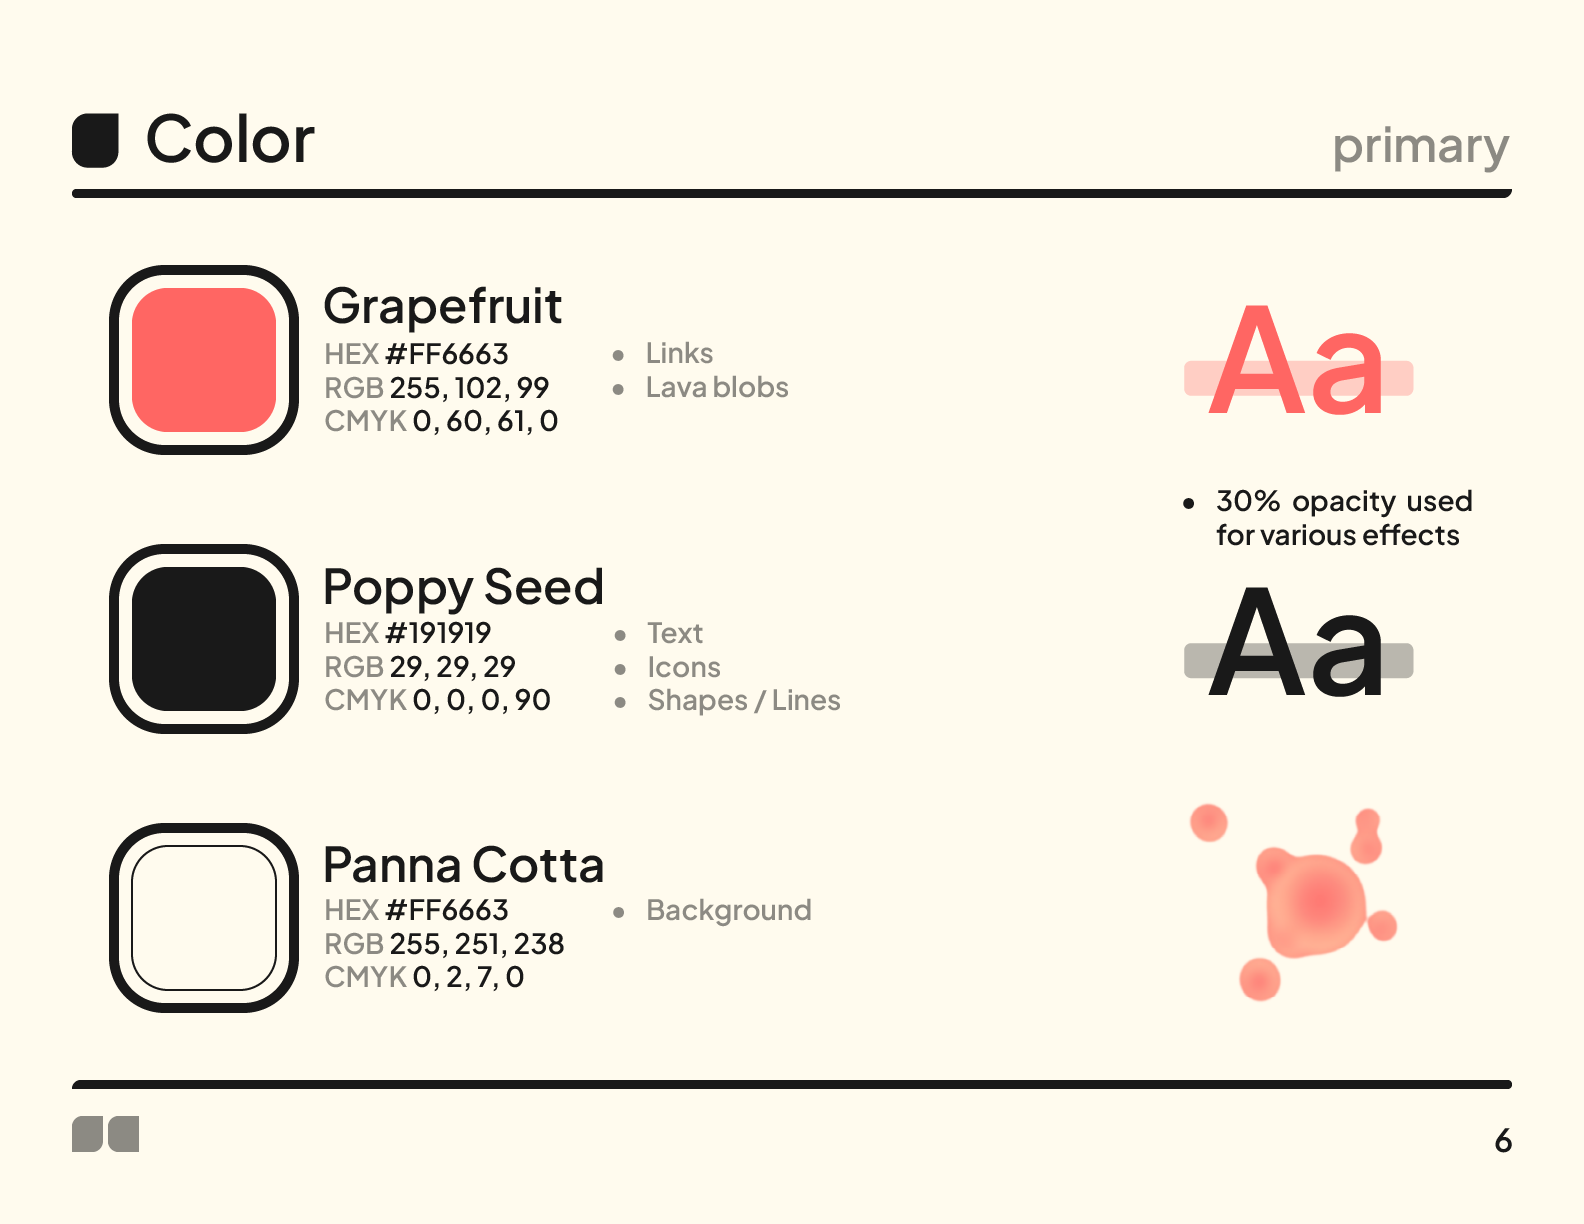 Color
primary
Grapefruit
HEX #FF6663
RGB 255, 102, 99
CMYK 0, 60, 61, 0
• Links
• Lava blobs
Aa
• 30% opacity used
for various effects
Poppy Seed
HEX #191919
RGB 29, 29, 29
CMYK 0, 0, 0, 90
• Text
• Icons
• Shapes / Lines
Aa
Panna Cotta
HEX #FF6663
RGB 255, 251, 238
CMYK 0, 2, 7, 0
• Background
6